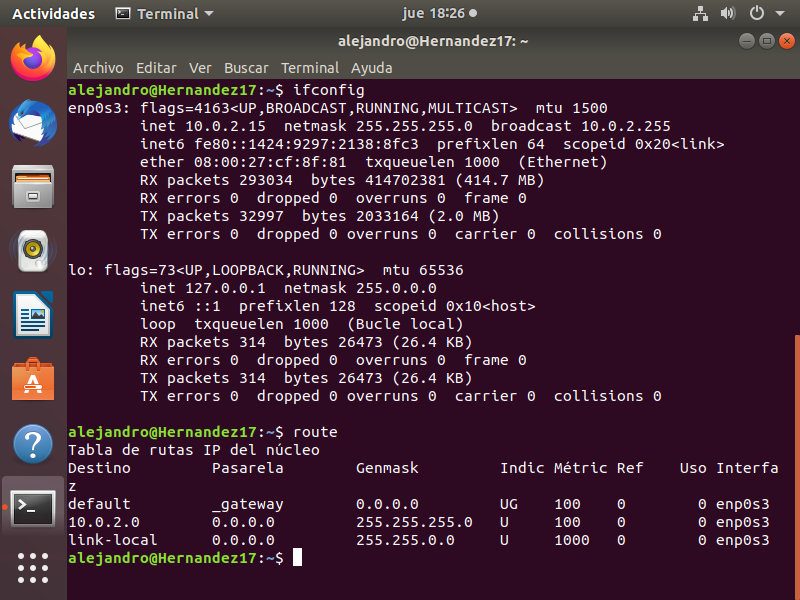 Actividades Terminal jue 18:26
alejandro@Hernandez17: ~
Archivo Editar Ver Buscar Terminal Ayuda
alejandro@Hernandez17:~$ ifconfig
enp0s3: flags=4163<UP,BROADCAST,RUNNING,MULTICAST>  mtu 1500
        inet 10.0.2.15  netmask 255.255.255.0  broadcast 10.0.2.255
        inet6 fe80::1424:9297:2138:8fc3  prefixlen 64  scopeid 0x20<link>
        ether 08:00:27:cf:8f:81  txqueuelen 1000  (Ethernet)
        RX packets 293034  bytes 414702381 (414.7 MB)
        RX errors 0  dropped 0  overruns 0  frame 0
        TX packets 32997  bytes 2033164 (2.0 MB)
        TX errors 0  dropped 0 overruns 0  carrier 0  collisions 0

lo: flags=73<UP,LOOPBACK,RUNNING>  mtu 65536
        inet 127.0.0.1  netmask 255.0.0.0
        inet6 ::1  prefixlen 128  scopeid 0x10<host>
        loop  txqueuelen 1000  (Bucle local)
        RX packets 314  bytes 26473 (26.4 KB)
        RX errors 0  dropped 0  overruns 0  frame 0
        TX packets 314  bytes 26473 (26.4 KB)
        TX errors 0  dropped 0 overruns 0  carrier 0  collisions 0

alejandro@Hernandez17:~$ route
Tabla de rutas IP del núcleo
Destino         Pasarela        Genmask         Indic Métric Ref    Uso Interfa
z
default         _gateway        0.0.0.0         UG    100    0        0 enp0s3
10.0.2.0        0.0.0.0         255.255.255.0   U     100    0        0 enp0s3
link-local      0.0.0.0         255.255.0.0     U     1000   0        0 enp0s3
alejandro@Hernandez17:~$